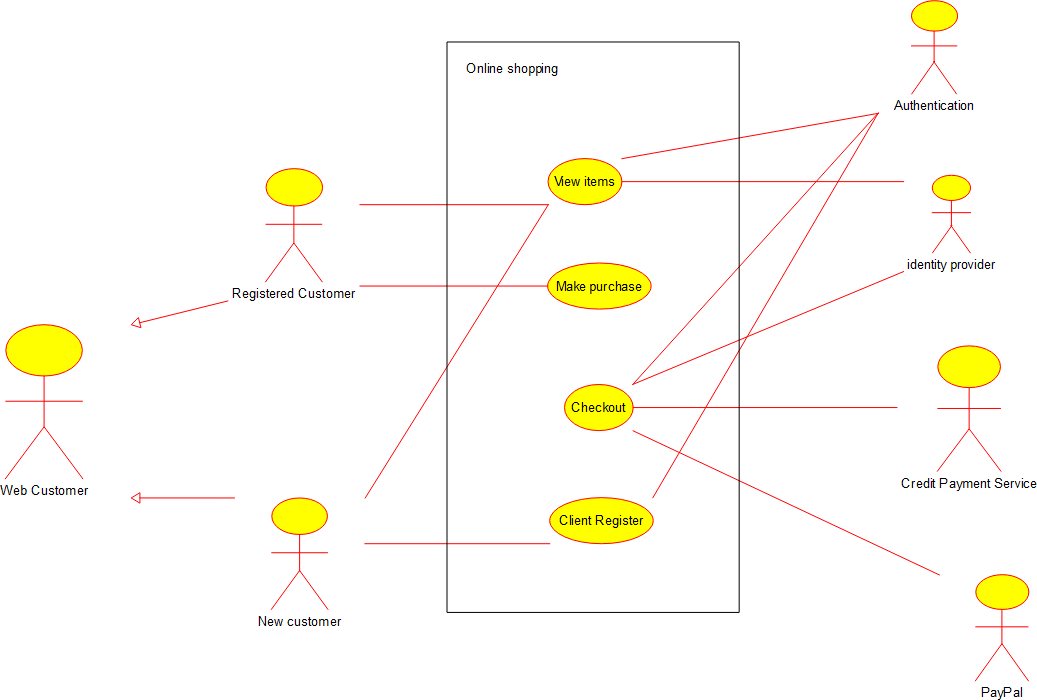 Online shopping
Authentication
View items
identity provider
Registered Customer
Make purchase
Checkout
Credit Payment Service
Web Customer
Client Register
New customer
PayPal